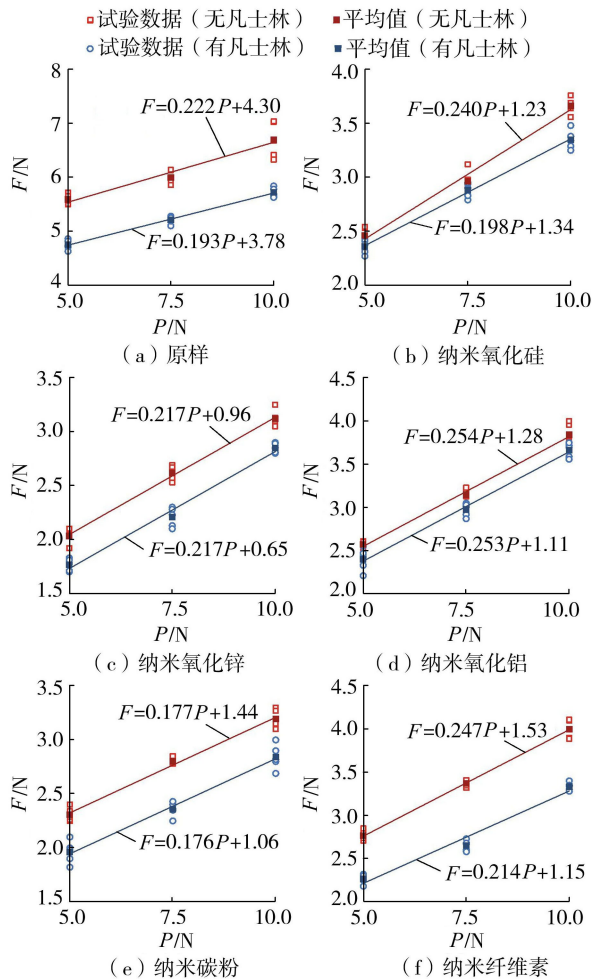 试验数据（无凡士林） 平均值（无凡士林）
试验数据（有凡士林） 平均值（有凡士林）
8
7
6
5
4
F/N
F=0.222P+4.30
F=0.193P+3.78
5.0 7.5 10.0
P/N
（a）原样
4.0
3.5
3.0
2.5
2.0
F/N
F=0.240P+1.23
F=0.198P+1.34
5.0 7.5 10.0
P/N
（b）纳米氧化硅
3.5
3.0
2.5
2.0
1.5
F/N
F=0.217P+0.96
F=0.217P+0.65
5.0 7.5 10.0
P/N
（c）纳米氧化锌
4.5
4.0
3.5
3.0
2.5
2.0
F/N
F=0.254P+1.28
F=0.253P+1.11
5.0 7.5 10.0
P/N
（d）纳米氧化铝
3.5
3.0
2.5
2.0
1.5
F/N
F=0.177P+1.44
F=0.176P+1.06
5.0 7.5 10.0
P/N
（e）纳米碳粉
4.5
4.0
3.5
3.0
2.5
2.0
F/N
F=0.247P+1.53
F=0.214P+1.15
5.0 7.5 10.0
P/N
（f）纳米纤维素